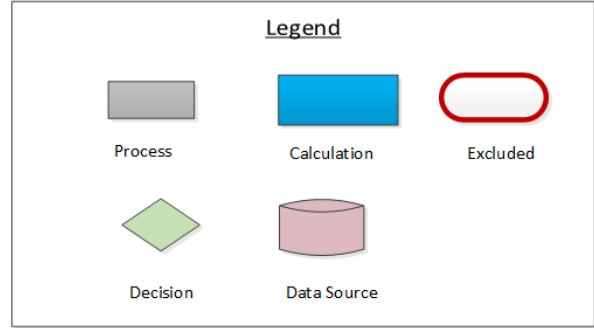 Legend
Process
Calculation
Excluded
Decision
Data Source